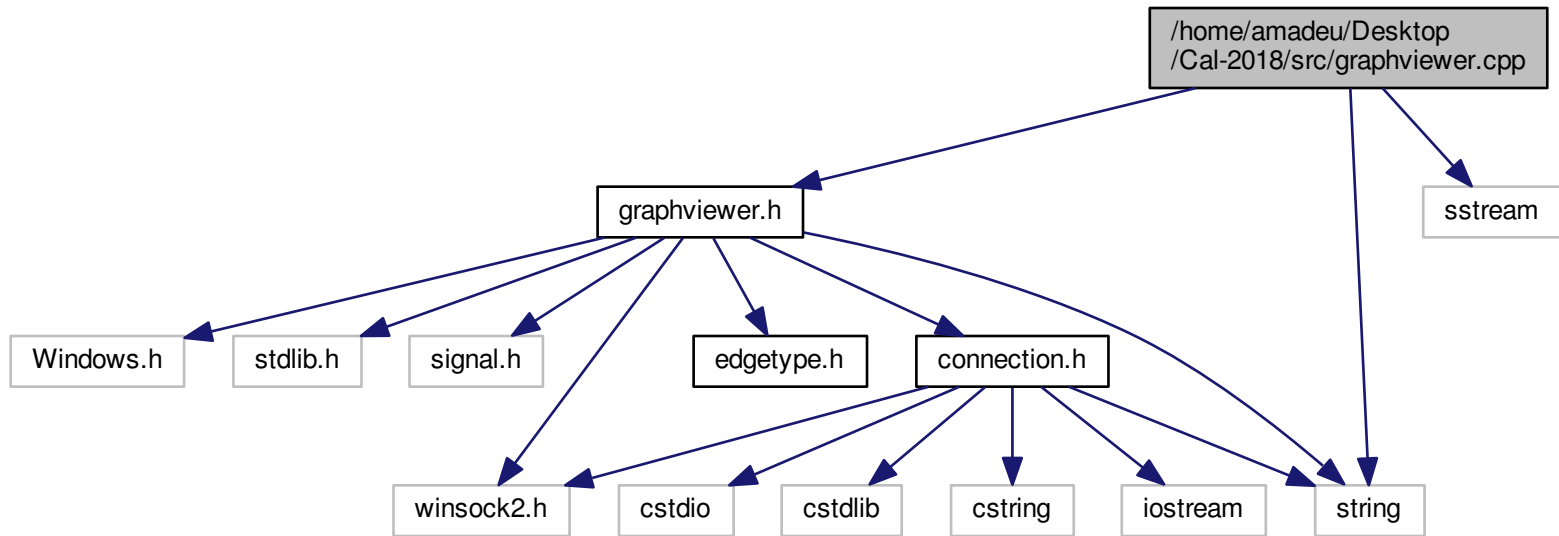 /home/amadeu/Desktop
/Cal-2018/src/graphviewer.cpp
graphviewer.h
sstream
Windows.h
stdlib.h
signal.h
edgetype.h
connection.h
winsock2.h
cstdio
cstdlib
cstring
iostream
string